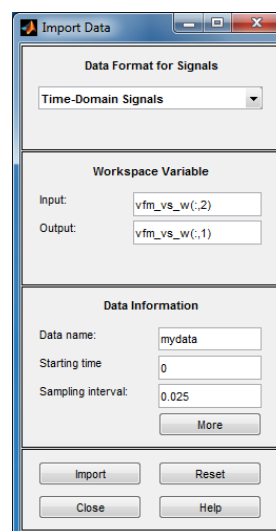 Import Data
Data Format for Signals
Time-Domain Signals
Workspace Variable
Input: vfm_vs_w(:,2)
Output: vfm_vs_w(:,1)
Data Information
Data name: mydata
Starting time 0
Sampling interval: 0.025
More
Import Reset
Close Help